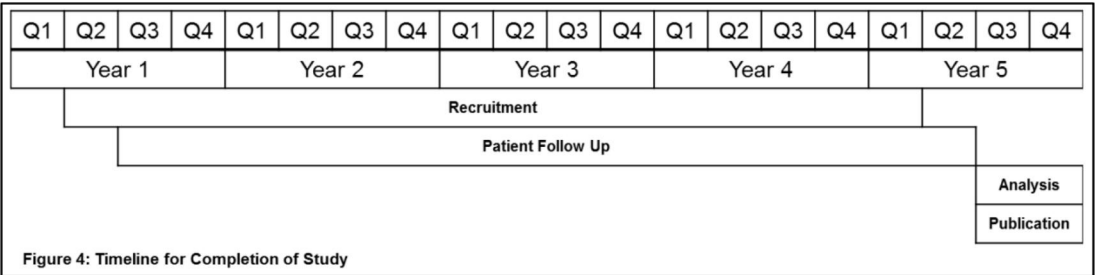 Q1 Q2 Q3 Q4 Q1 Q2 Q3 Q4 Q1 Q2 Q3 Q4 Q1 Q2 Q3 Q4 Q1 Q2 Q3 Q4
Year 1 Year 2 Year 3 Year 4 Year 5
Recruitment
Patient Follow Up
Analysis
Publication
Figure 4: Timeline for Completion of Study